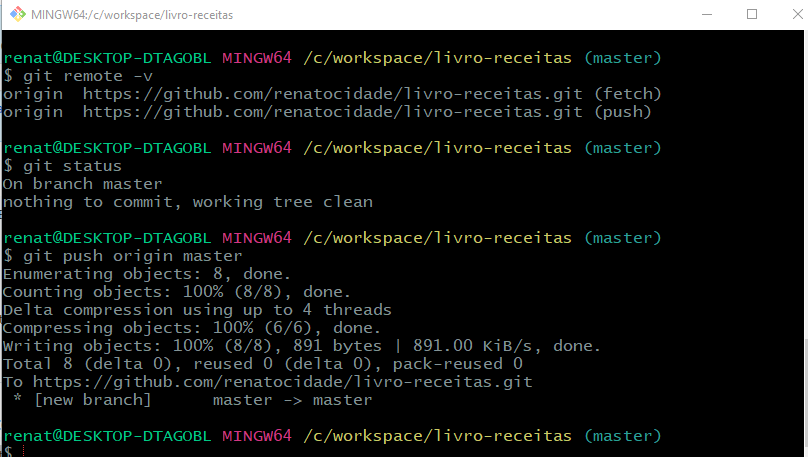 MINGW64:/c/workspace/livro-receitas
renat@DESKTOP-DTAGOBL MINGW64 /c/workspace/livro-receitas (master)
$ git remote -v
origin  https://github.com/renatocidade/livro-receitas.git (fetch)
origin  https://github.com/renatocidade/livro-receitas.git (push)
renat@DESKTOP-DTAGOBL MINGW64 /c/workspace/livro-receitas (master)
$ git status
On branch master
nothing to commit, working tree clean
renat@DESKTOP-DTAGOBL MINGW64 /c/workspace/livro-receitas (master)
$ git push origin master
Enumerating objects: 8, done.
Counting objects: 100% (8/8), done.
Delta compression using up to 4 threads
Compressing objects: 100% (6/6), done.
Writing objects: 100% (8/8), 891 bytes | 891.00 KiB/s, done.
Total 8 (delta 0), reused 0 (delta 0), pack-reused 0
To https://github.com/renatocidade/livro-receitas.git
 * [new branch]      master -> master
renat@DESKTOP-DTAGOBL MINGW64 /c/workspace/livro-receitas (master)
$